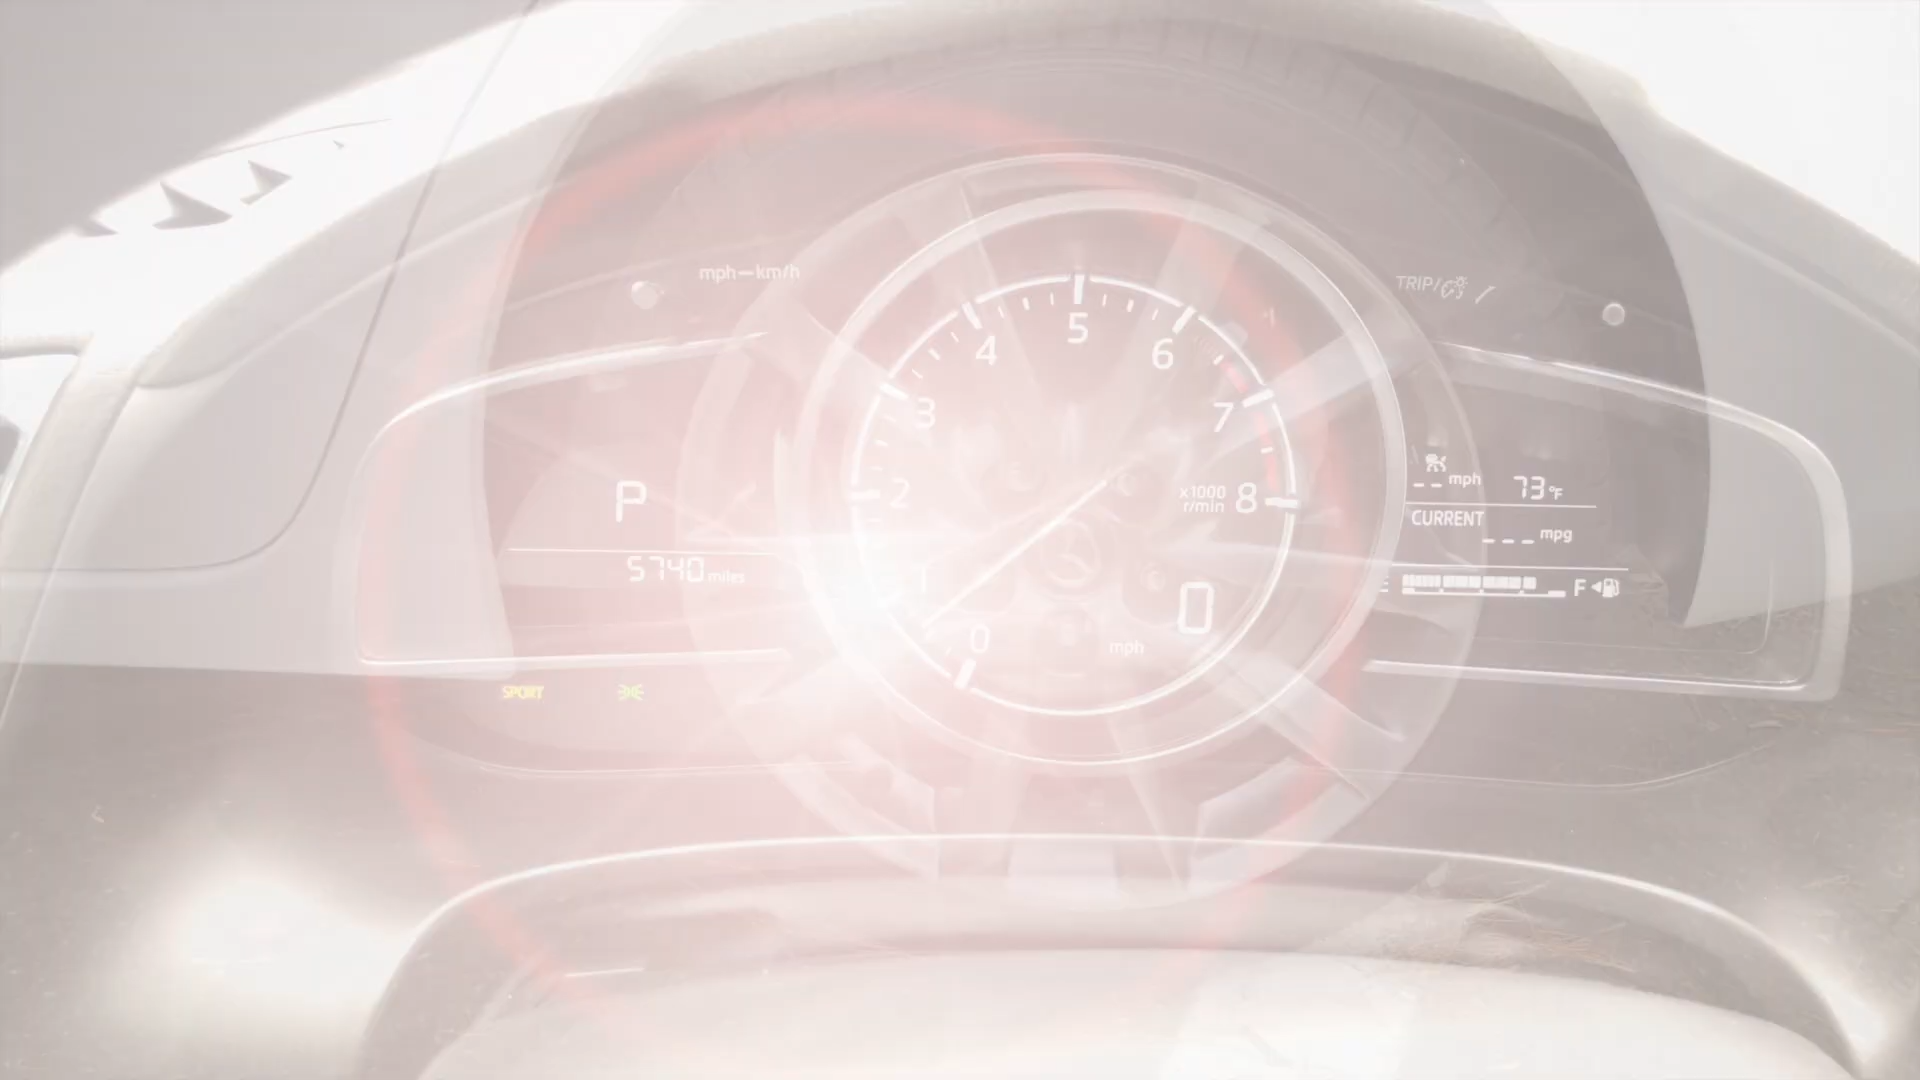 mph—km/h
TRIP/
5
4
6
3
7
2
x1000
r/min
8
1
0
0
mph
P
5740 miles
-- mph
73°F
CURRENT
--- mpg
E
F
SPORT